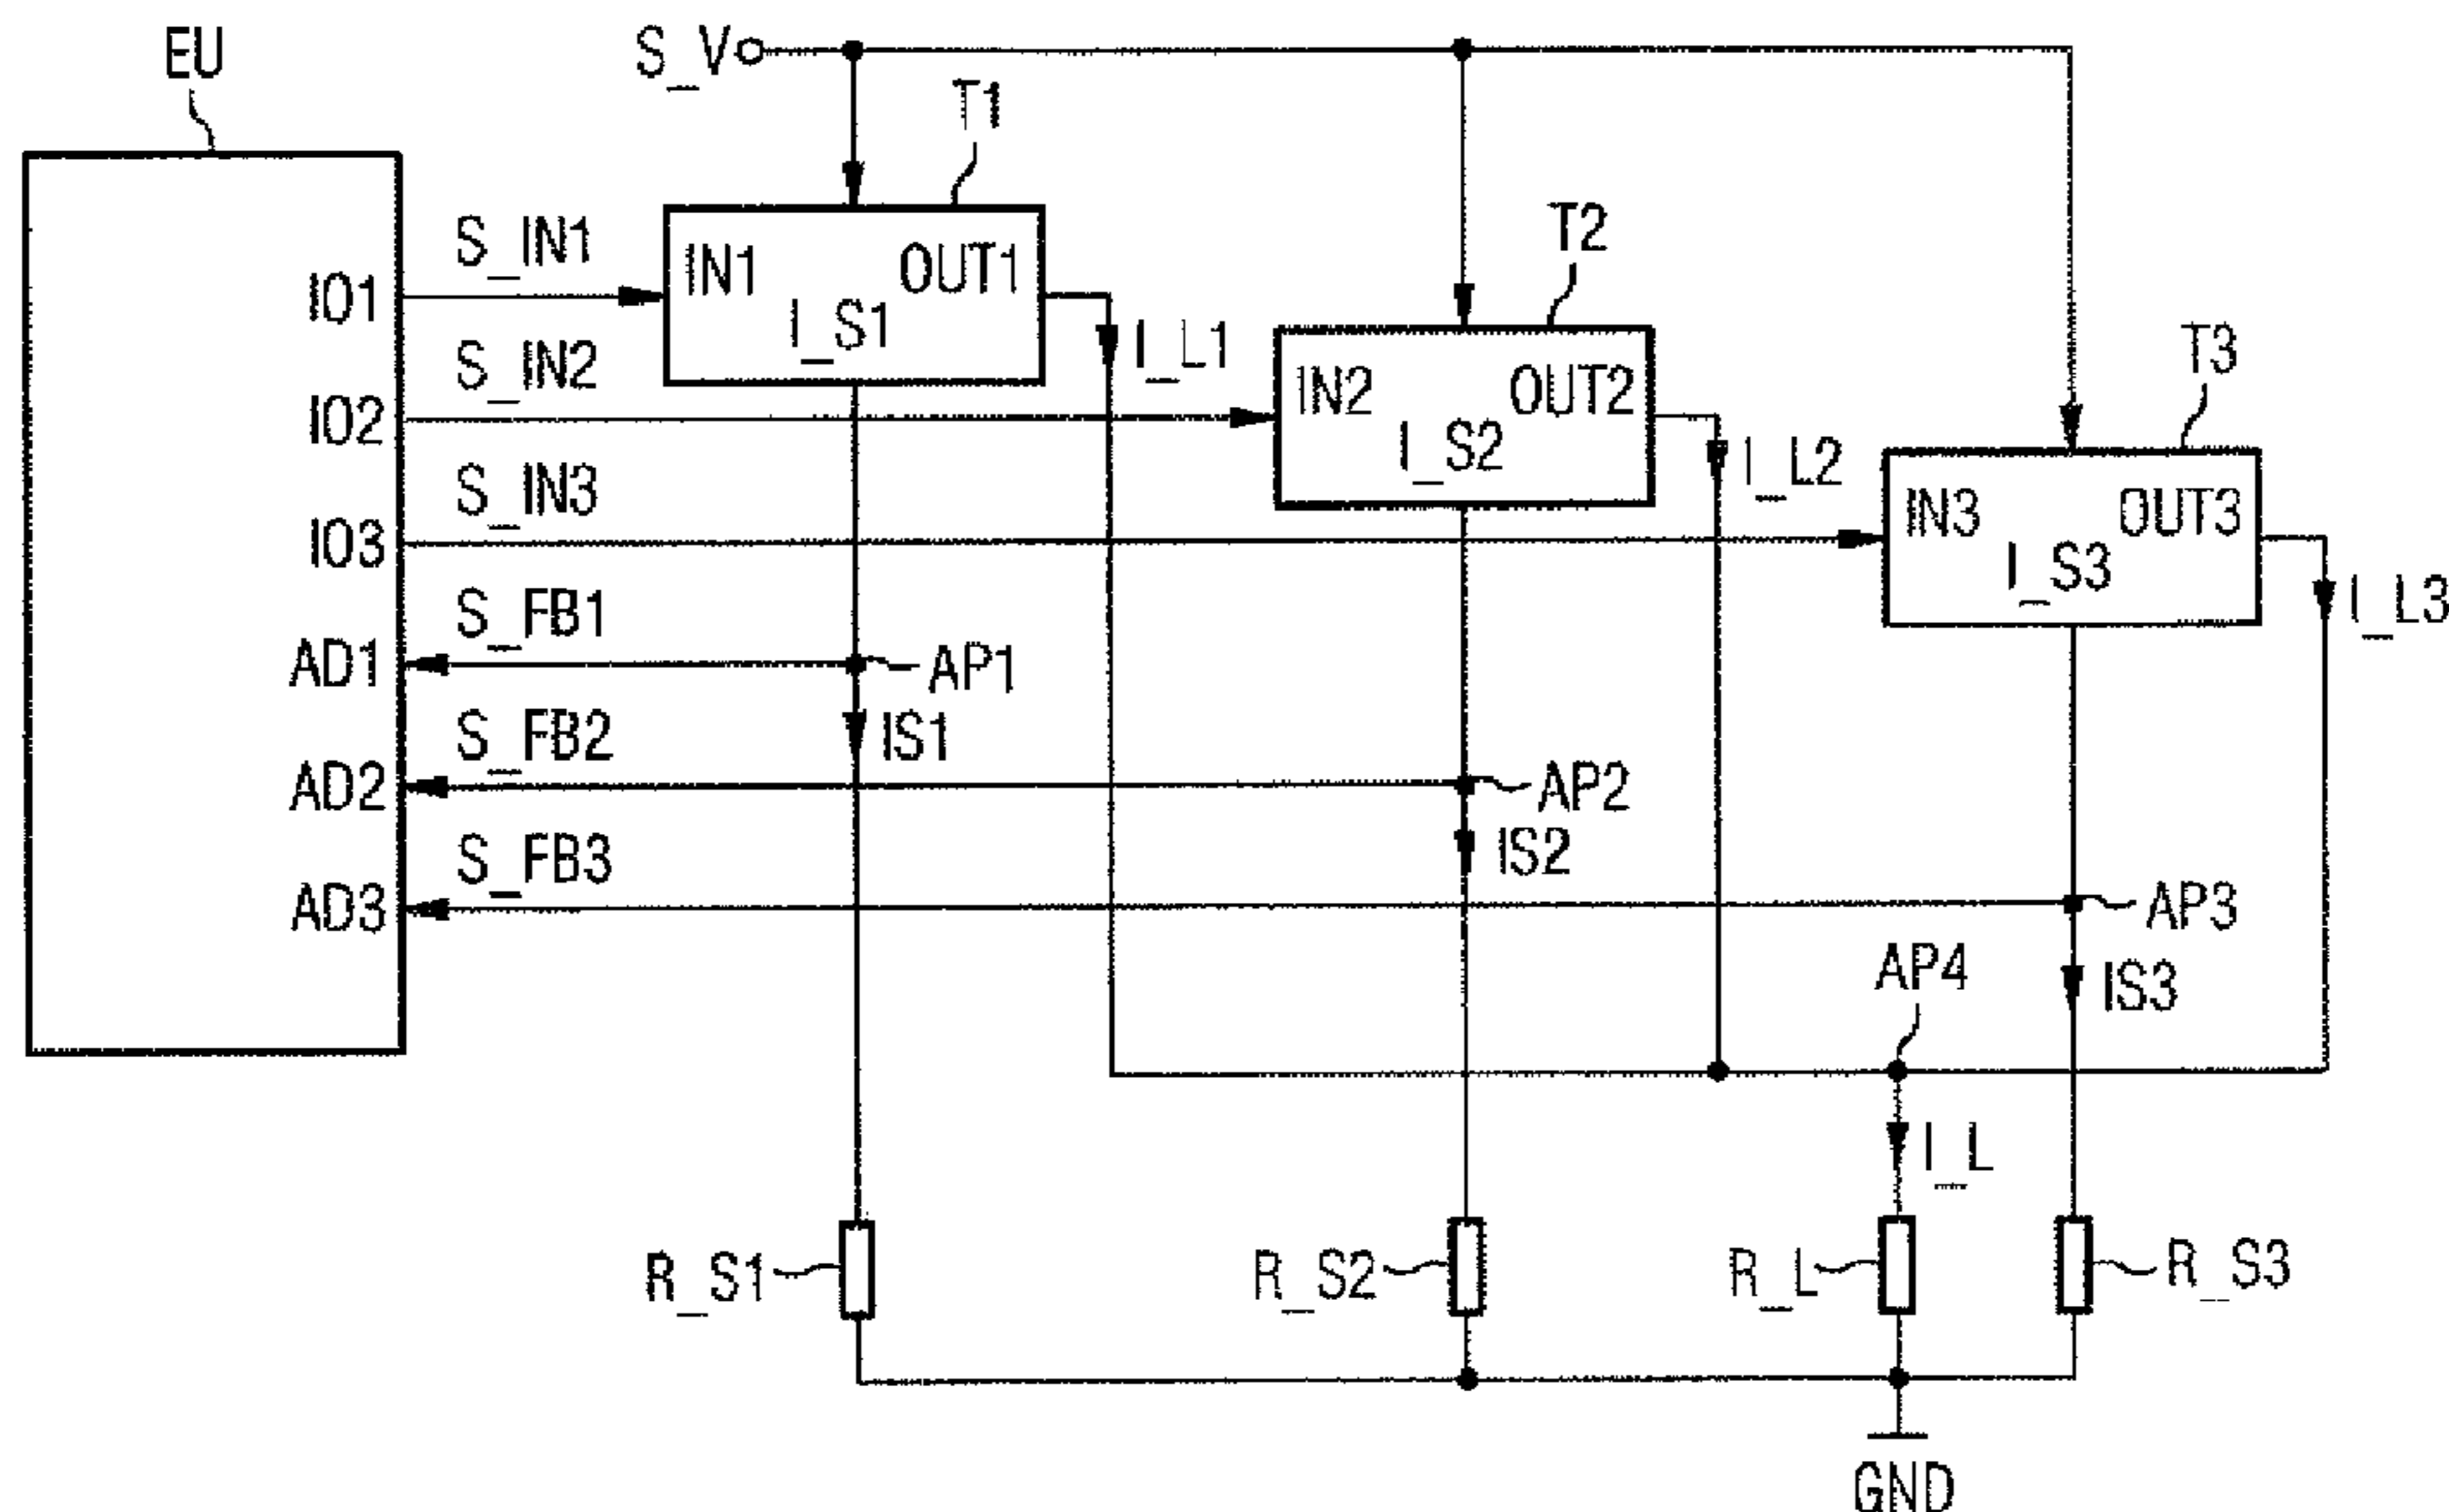 EU
S_V
T1
S_IN1
IN1
OUT1
T2
IO1
I_S1
I_L1
S_IN2
IN2
OUT2
T3
IO2
I_S2
I_L2
S_IN3
IN3
OUT3
IO3
I_S3
I_L3
S_FB1
AD1
AP1
S_FB2
IS1
AD2
AP2
S_FB3
IS2
AD3
AP3
AP4
IS3
I_L
R_S1
R_S2
R_L
R_S3
GND